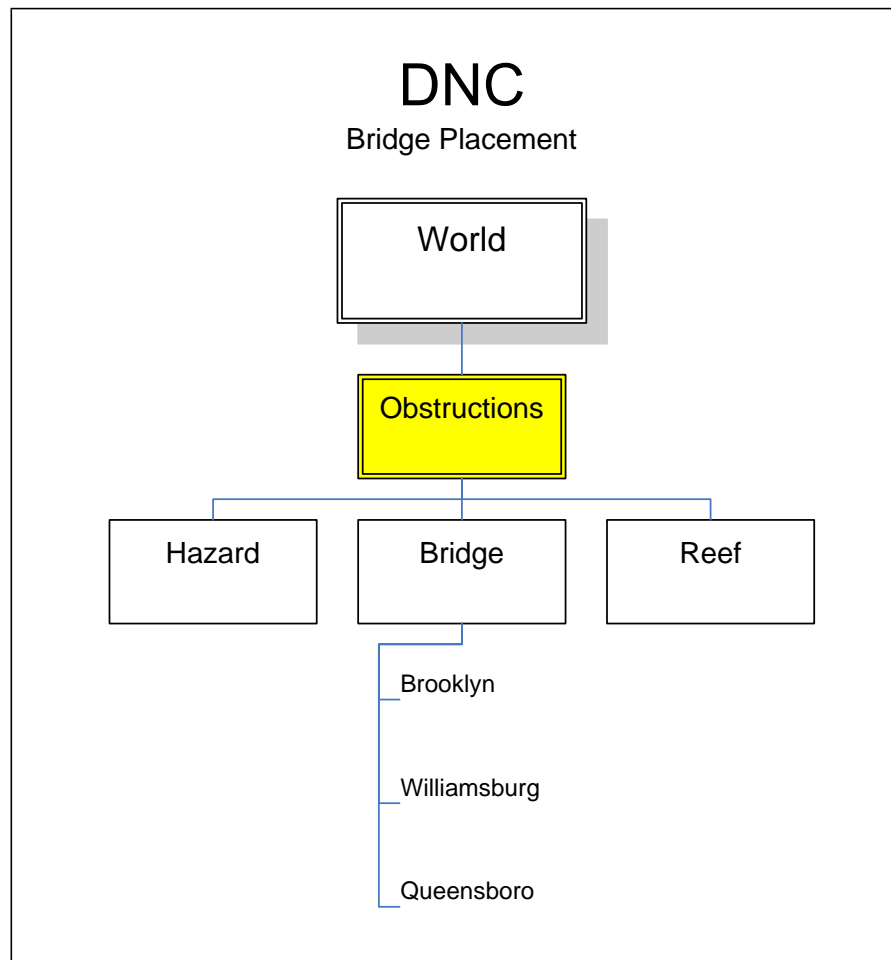 DNC
Bridge Placement
World
Obstructions
Hazard
Bridge
Reef
Brooklyn
Williamsburg
Queensboro